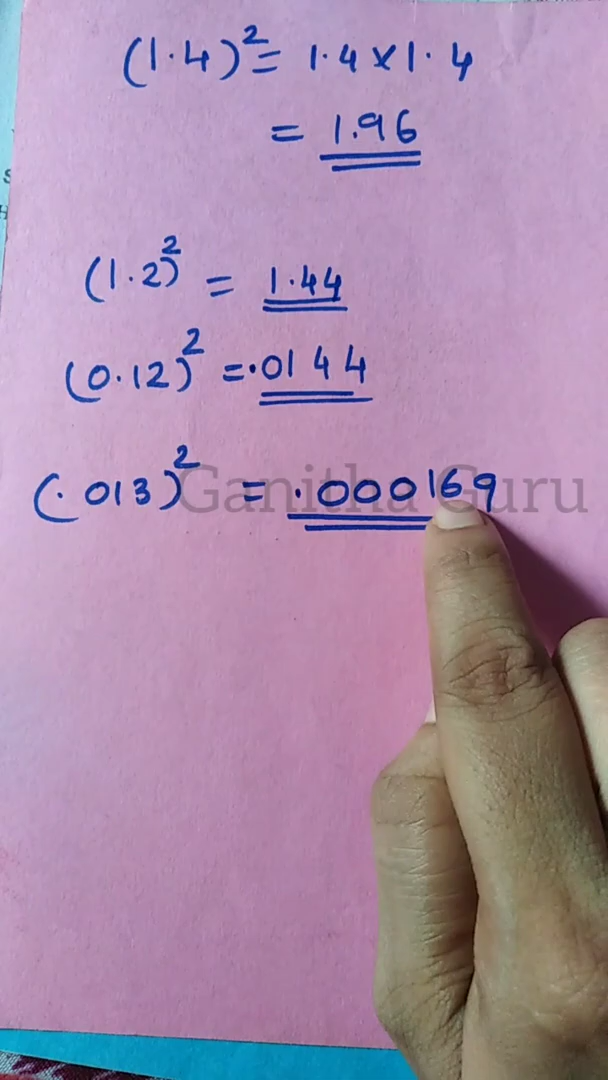 (1.4)² = 1.4 × 1.4
= 1.96
(1.2)² = 1.44
(0.12)² = .0144
(.013)² = .000169
Ganitha Guru